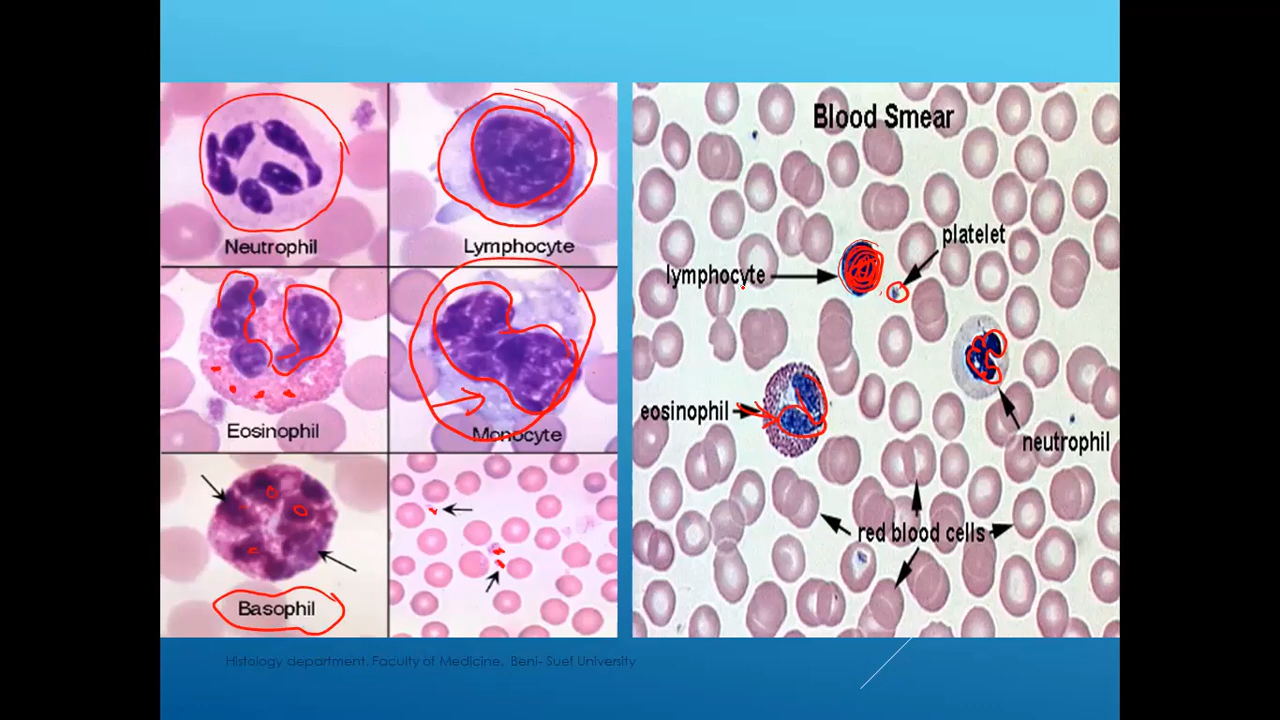 Neutrophil
Lymphocyte
Eosinophil
Monocyte
Basophil
Blood Smear
platelet
lymphocyte
eosinophil
neutrophil
red blood cells
Histology department, Faculty of Medicine, Beni- Suef University